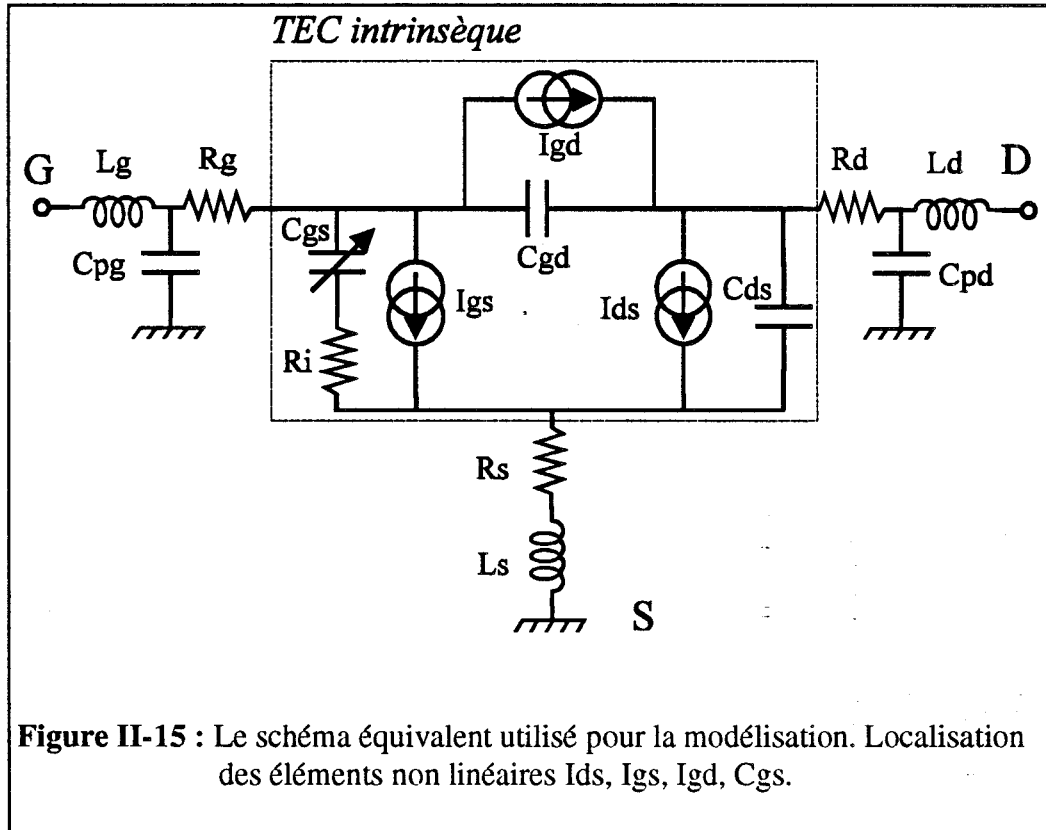 TEC intrinsèque
Igd
G
Lg
Rg
Rd
Ld
D
Cgs
Cgd
Cpg
Igs
Ids
Cds
Cpd
Ri
Rs
Ls
S
Figure II-15 : Le schéma équivalent utilisé pour la modélisation. Localisation
des éléments non linéaires Ids, Igs, Igd, Cgs.